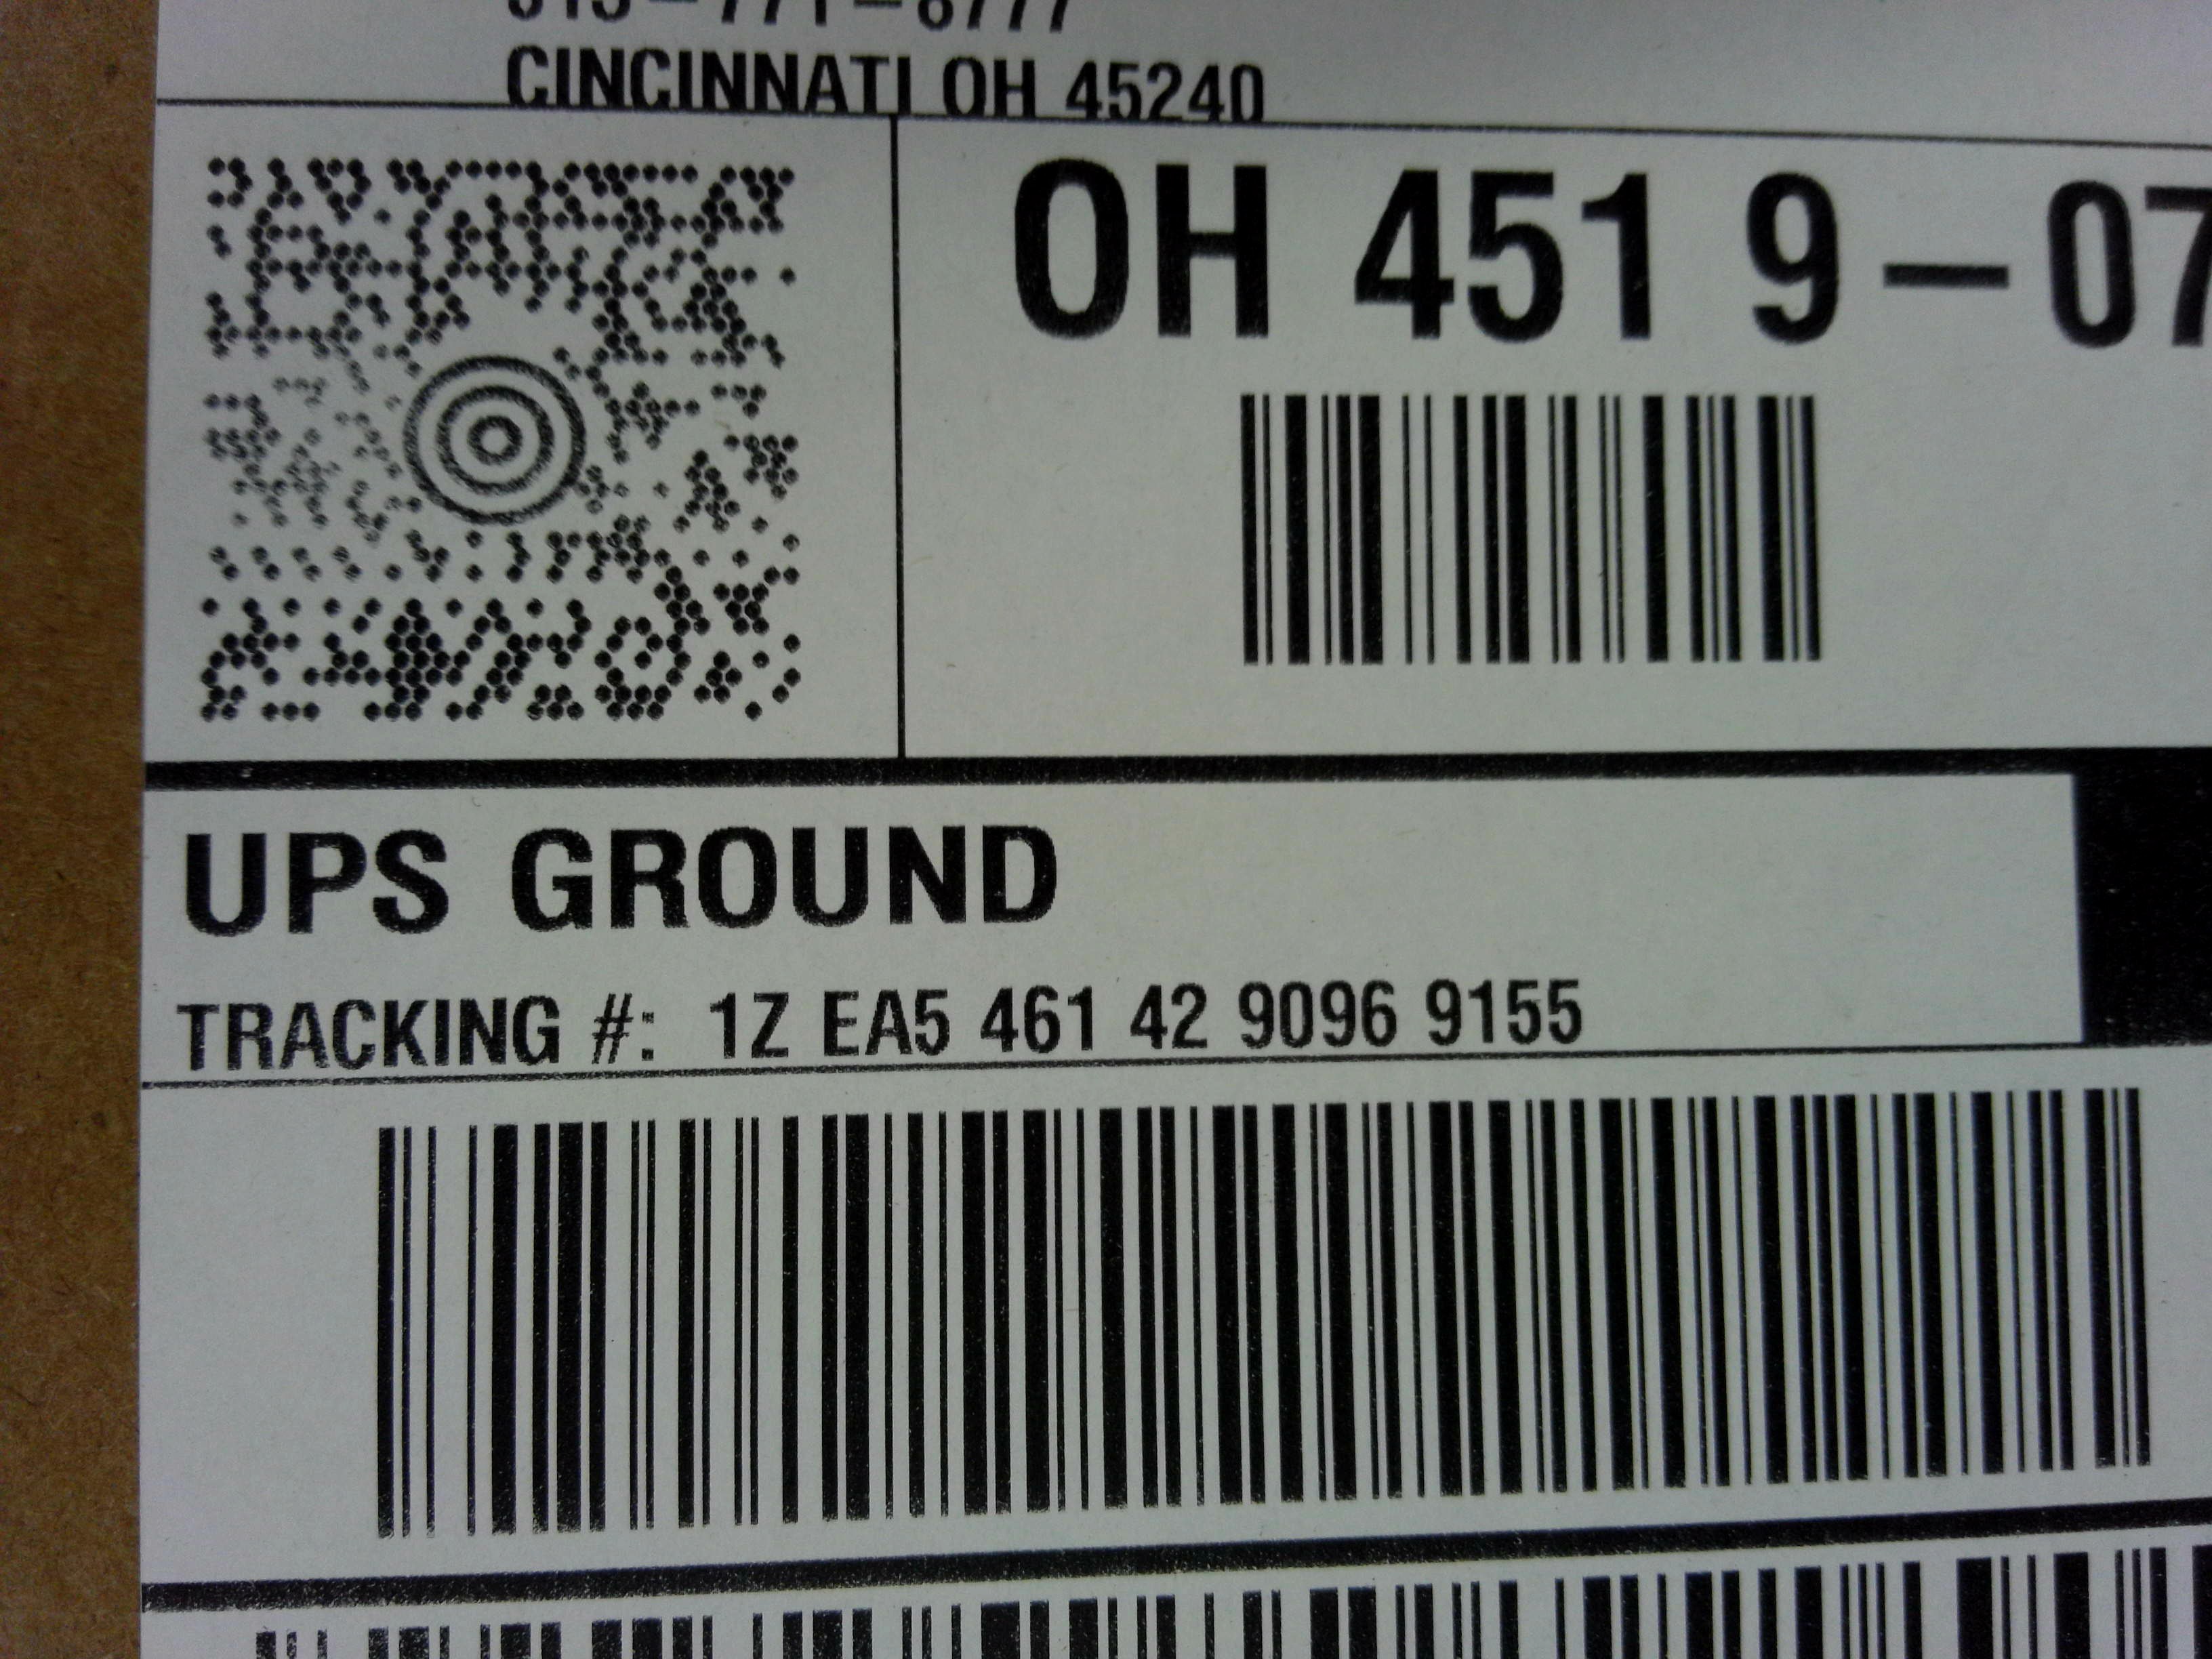 CINCINNATI OH 45240
OH 451 9-07
UPS GROUND
TRACKING #: 1Z EA5 461 42 9096 9155